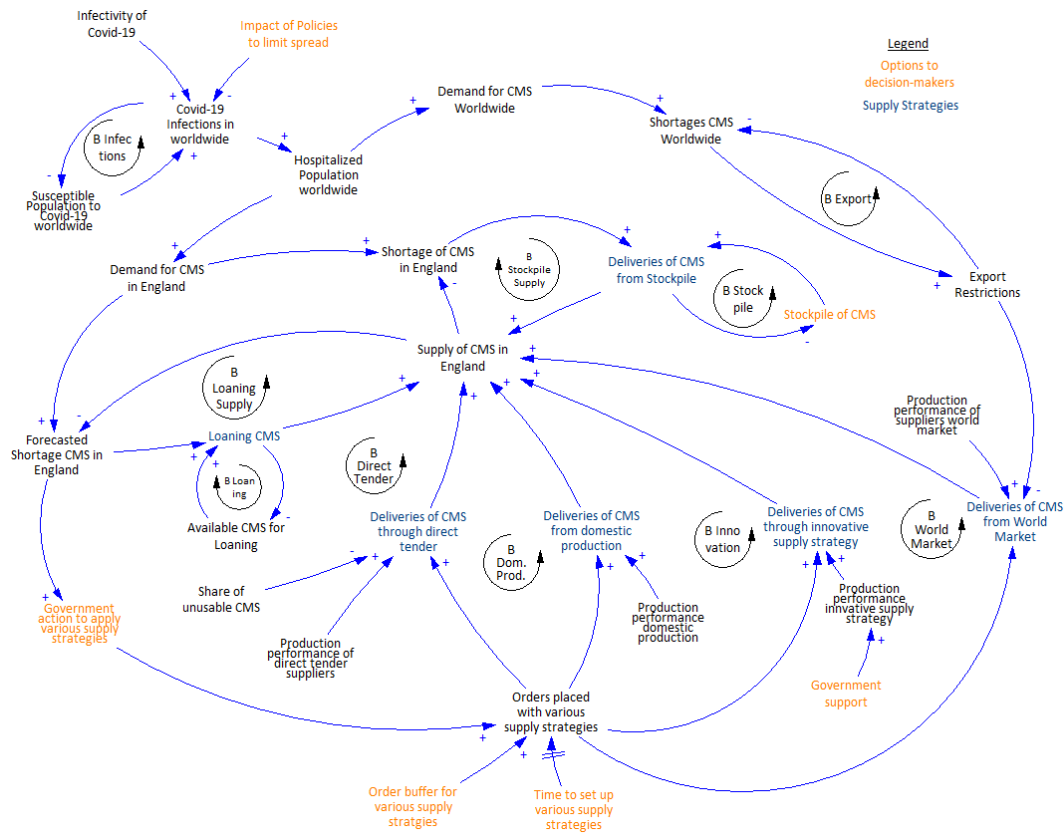 Infectivity of
Covid-19
Impact of Policies
to limit spread
Legend
Options to
decision-makers
Supply Strategies
Demand for CMS
Worldwide
Covid-19
Infections in
worldwide
Shortages CMS
Worldwide
B Infec
tions
Hospitalized
Population
worldwide
Susceptible
Population to
Covid-19
worldwide
B Export
Demand for CMS
in England
Shortage of CMS
in England
B
Stockpile
Supply
Deliveries of CMS
from Stockpile
B Stock
pile
Stockpile of CMS
Export
Restrictions
Supply of CMS in
England
B
Loaning
Supply
Production
performance of
suppliers world
market
Forecasted
Shortage CMS in
England
Loaning CMS
B
Direct
Tender
B Loan
ing
Available CMS for
Loaning
Deliveries of CMS
through direct
tender
B
Dom.
Prod.
Deliveries of CMS
from domestic
production
B Inno
vation
Deliveries of CMS
through innovative
supply strategy
B
World
Market
Deliveries of CMS
from World
Market
Share of
unusable CMS
Government
action to apply
various supply
strategies
Production
performance of
direct tender
suppliers
Production
performance
domestic
production
Production
performance
innvative supply
strategy
Government
support
Orders placed
with various
supply strategies
Order buffer for
various supply
stratgies
Time to set up
various supply
strategies